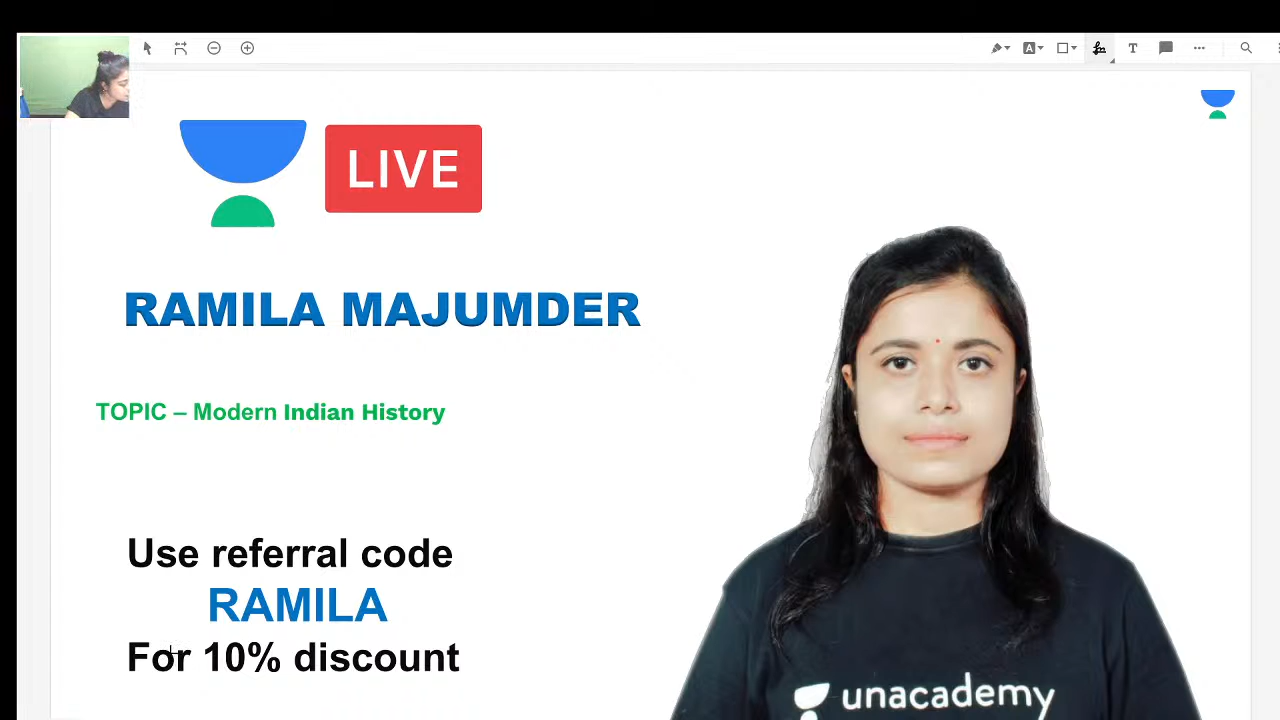 LIVE
RAMILA MAJUMDER
TOPIC – Modern Indian History
Use referral code
RAMILA
For 10% discount
unacademy